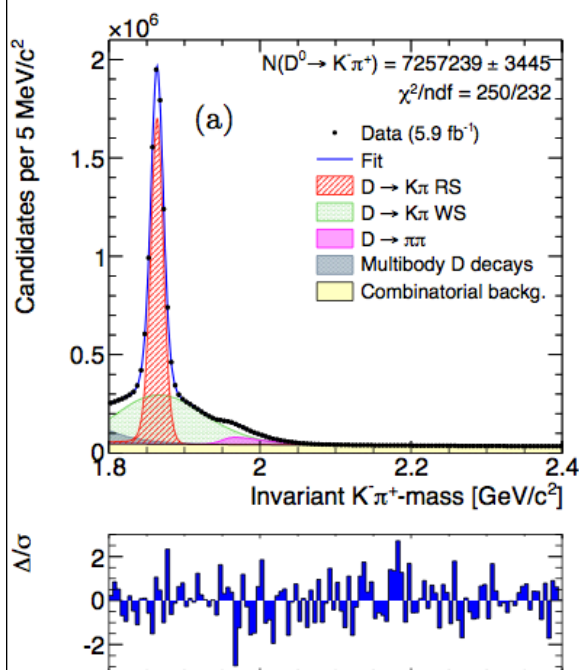 ×10⁶
N(D⁰→ K⁻π⁺) = 7257239 ± 3445
χ²/ndf = 250/232
(a)
Data (5.9 fb⁻¹)
Fit
D → Kπ RS
D → Kπ WS
D → ππ
Multibody D decays
Combinatorial backg.
Candidates per 5 MeV/c²
2
1.5
1
0.5
0
1.8 2 2.2 2.4
Invariant K⁻π⁺-mass [GeV/c²]
Δ/σ
2
0
-2